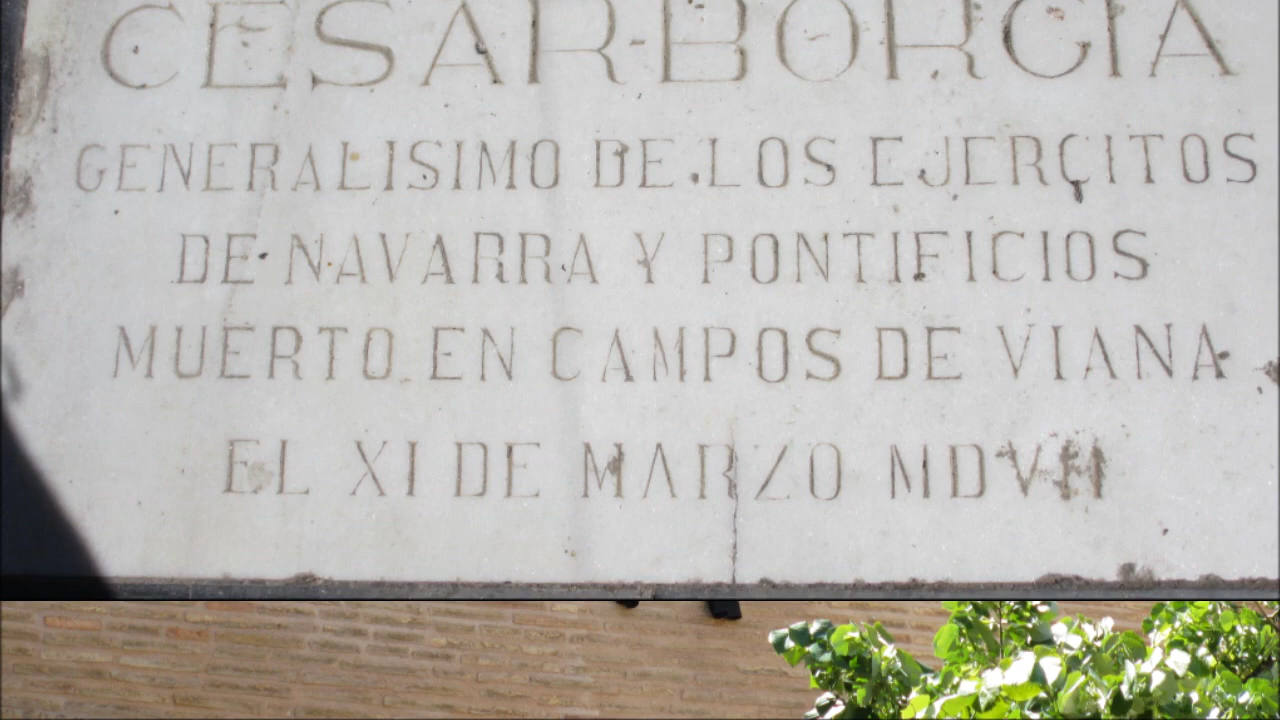 CESAR-BORGIA
GENERALISIMO DE LOS EJERCITOS
DE NAVARRA Y PONTIFICIOS
MUERTO EN CAMPOS DE VIANA
EL XI DE MARZO MDVII